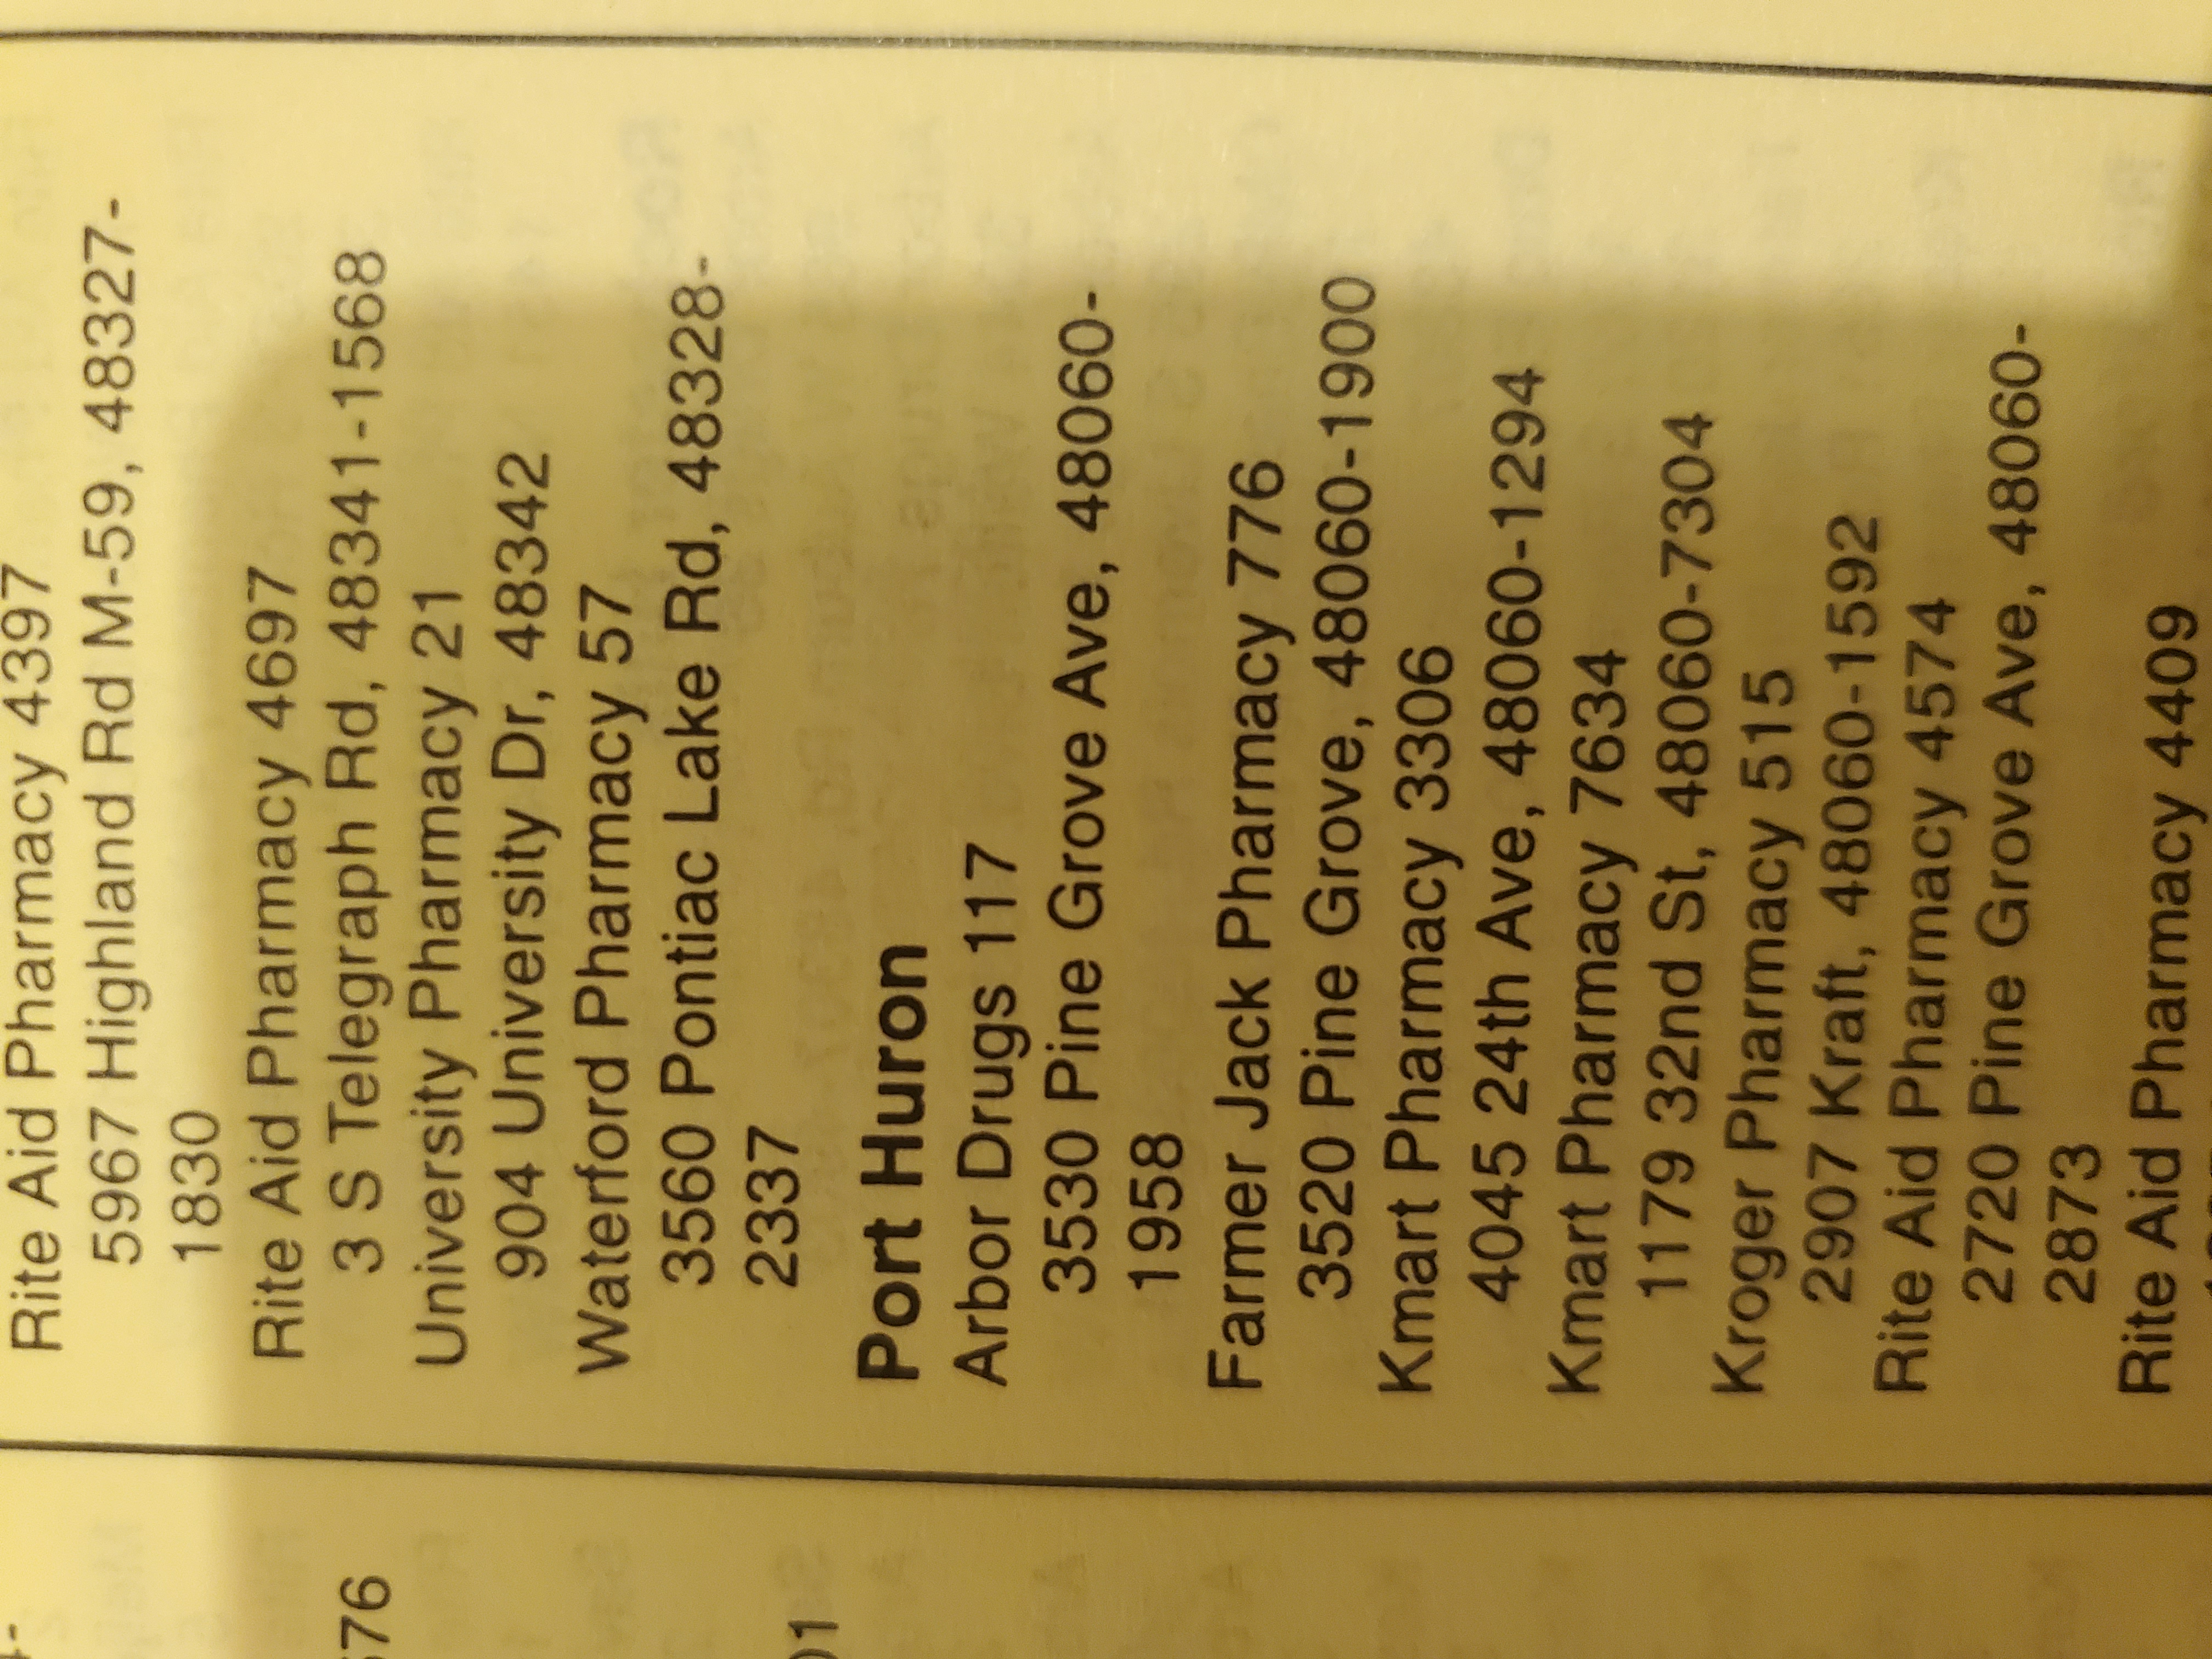 Rite Aid Pharmacy 4397
5967 Highland Rd M-59, 48327-
1830
Rite Aid Pharmacy 4697
3 S Telegraph Rd, 48341-1568
University Pharmacy 21
904 University Dr, 48342
Waterford Pharmacy 57
3560 Pontiac Lake Rd, 48328-
2337
Port Huron
Arbor Drugs 117
3530 Pine Grove Ave, 48060-
1958
Farmer Jack Pharmacy 776
3520 Pine Grove, 48060-1900
Kmart Pharmacy 3306
4045 24th Ave, 48060-1294
Kmart Pharmacy 7634
1179 32nd St, 48060-7304
Kroger Pharmacy 515
2907 Kraft, 48060-1592
Rite Aid Pharmacy 4574
2720 Pine Grove Ave, 48060-
2873
Rite Aid Pharmacy 4409